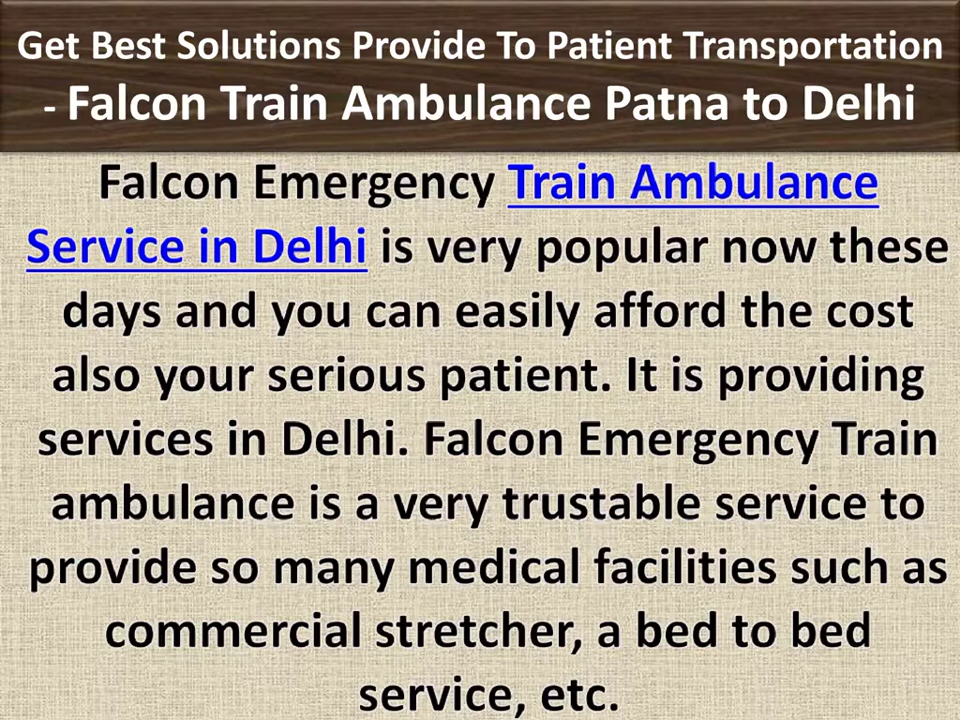 Get Best Solutions Provide To Patient Transportation
- Falcon Train Ambulance Patna to Delhi
Falcon Emergency Train Ambulance
Service in Delhi is very popular now these
days and you can easily afford the cost
also your serious patient. It is providing
services in Delhi. Falcon Emergency Train
ambulance is a very trustable service to
provide so many medical facilities such as
commercial stretcher, a bed to bed
service, etc.